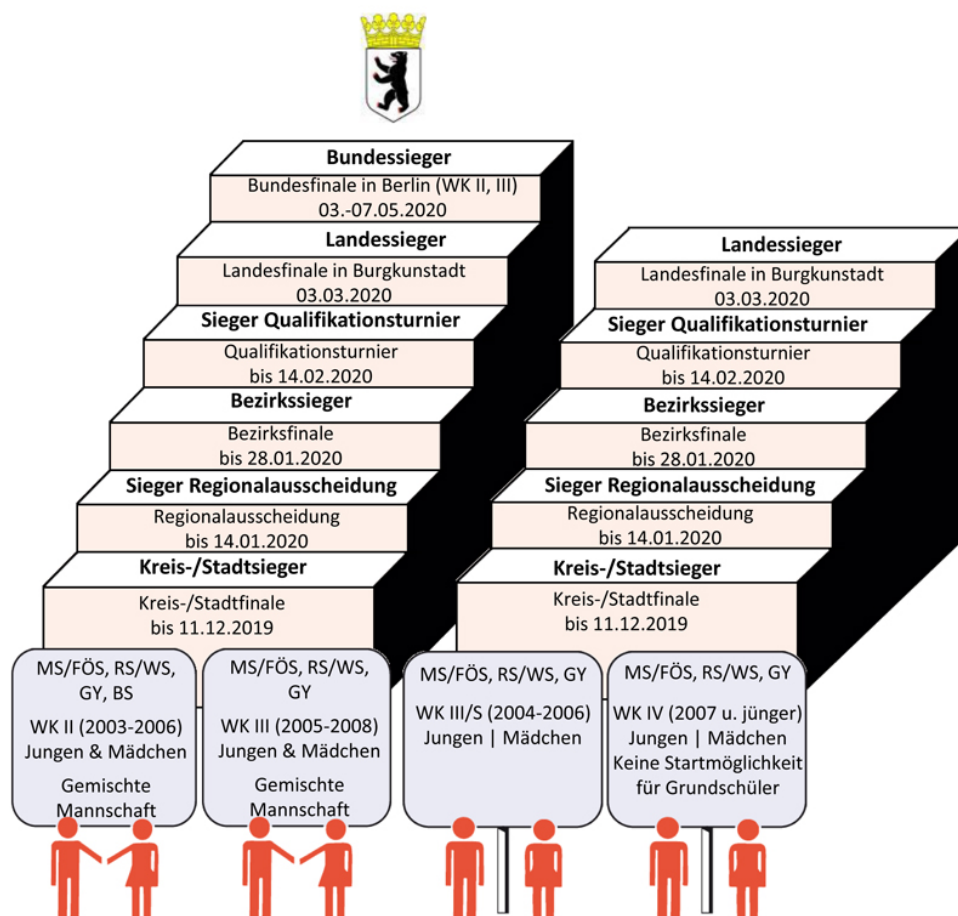 Bundessieger
Bundesfinale in Berlin (WK II, III)
03.-07.05.2020
Landessieger
Landesfinale in Burgkunstadt
03.03.2020
Sieger Qualifikationsturnier
Qualifikationsturnier
bis 14.02.2020
Bezirkssieger
Bezirksfinale
bis 28.01.2020
Sieger Regionalausscheidung
Regionalausscheidung
bis 14.01.2020
Kreis-/Stadtsieger
Kreis-/Stadtfinale
bis 11.12.2019
Landessieger
Landesfinale in Burgkunstadt
03.03.2020
Sieger Qualifikationsturnier
Qualifikationsturnier
bis 14.02.2020
Bezirkssieger
Bezirksfinale
bis 28.01.2020
Sieger Regionalausscheidung
Regionalausscheidung
bis 14.01.2020
Kreis-/Stadtsieger
Kreis-/Stadtfinale
bis 11.12.2019
MS/FÖS, RS/WS,
GY, BS
WK II (2003-2006)
Jungen & Mädchen
Gemischte
Mannschaft
MS/FÖS, RS/WS,
GY
WK III (2005-2008)
Jungen & Mädchen
Gemischte
Mannschaft
MS/FÖS, RS/WS, GY
WK III/S (2004-2006)
Jungen | Mädchen
MS/FÖS, RS/WS, GY
WK IV (2007 u. jünger)
Jungen | Mädchen
Keine Startmöglichkeit
für Grundschüler